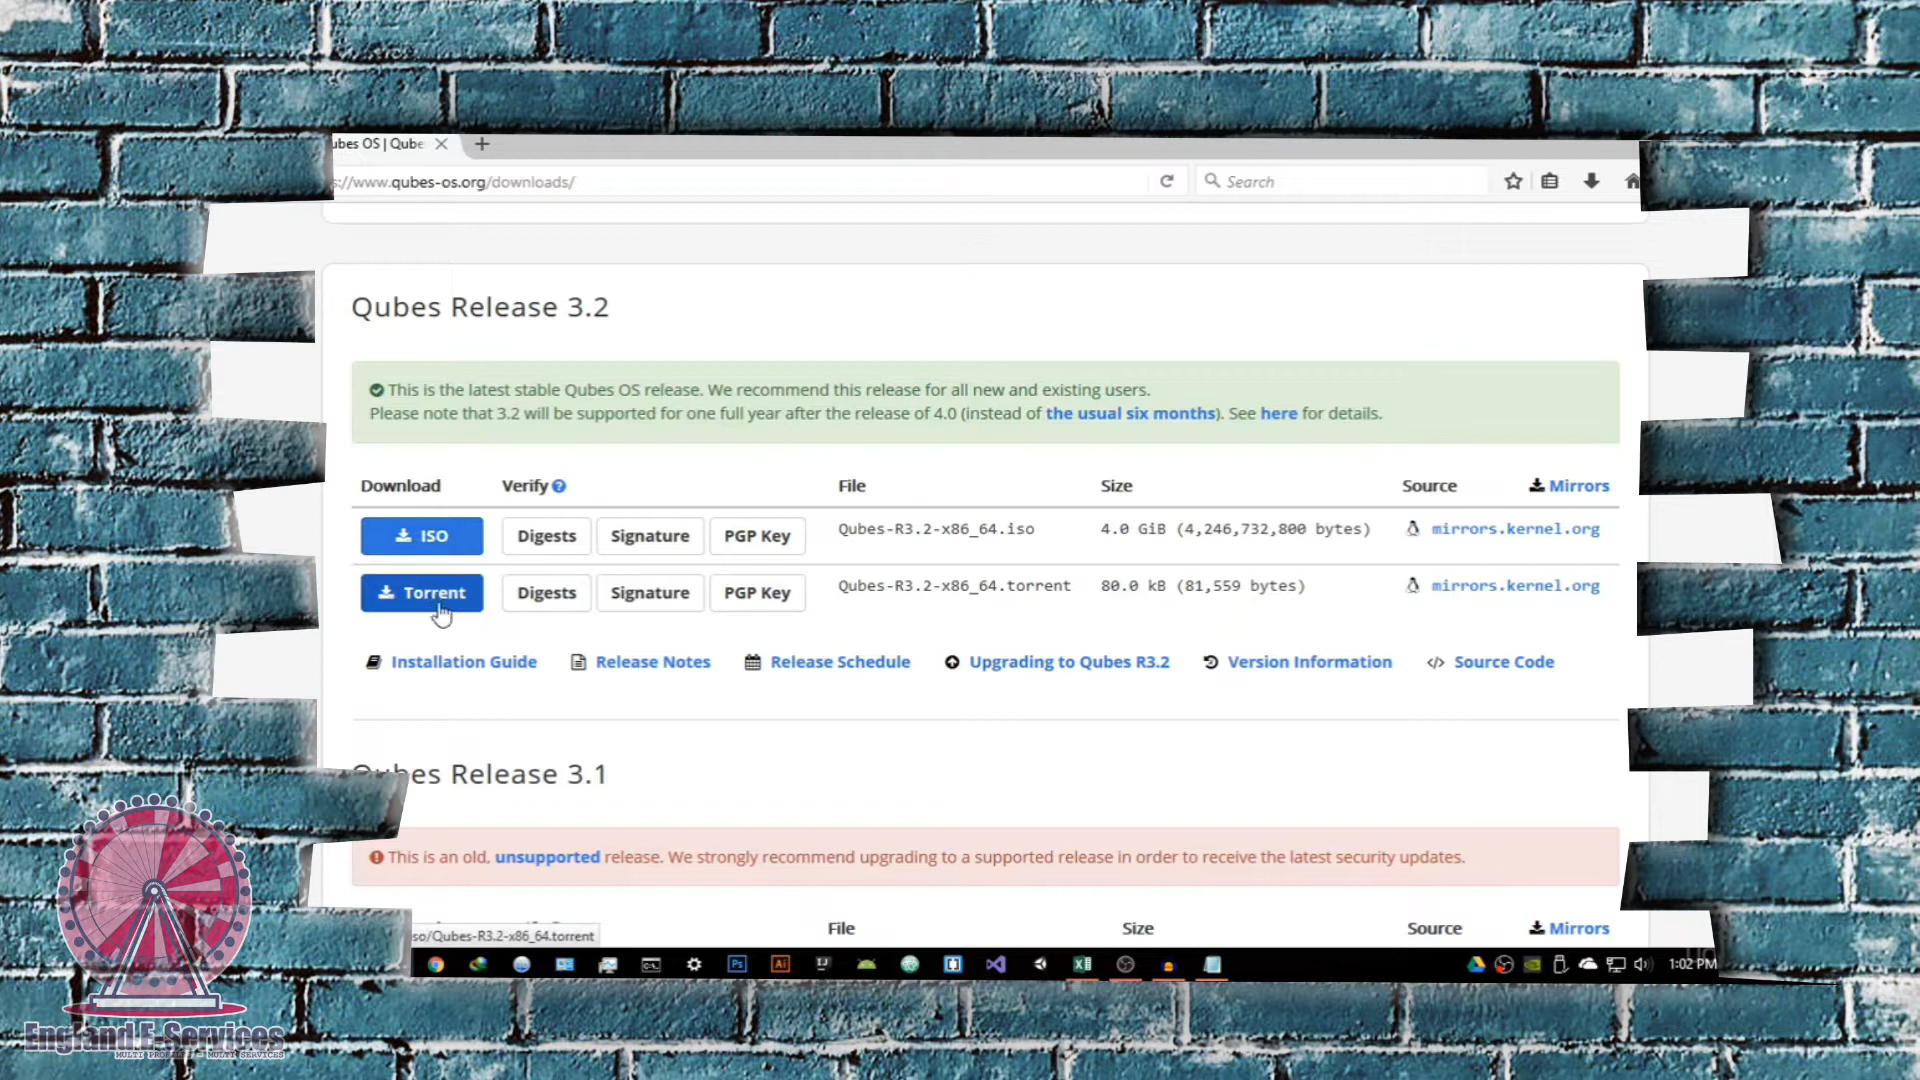 ubes OS | Qube
://www.qubes-os.org/downloads/
Search
Qubes Release 3.2
This is the latest stable Qubes OS release. We recommend this release for all new and existing users.
Please note that 3.2 will be supported for one full year after the release of 4.0 (instead of the usual six months). See here for details.
Download Verify File Size Source Mirrors
ISO Digests Signature PGP Key Qubes-R3.2-x86_64.iso 4.0 GiB (4,246,732,800 bytes) mirrors.kernel.org
Torrent Digests Signature PGP Key Qubes-R3.2-x86_64.torrent 80.0 kB (81,559 bytes) mirrors.kernel.org
Installation Guide Release Notes Release Schedule Upgrading to Qubes R3.2 Version Information Source Code
Qubes Release 3.1
This is an old, unsupported release. We strongly recommend upgrading to a supported release in order to receive the latest security updates.
File Size Source Mirrors
so/Qubes-R3.2-x86_64.torrent
Ps Ai IJ
1:02 PM
England E-Services